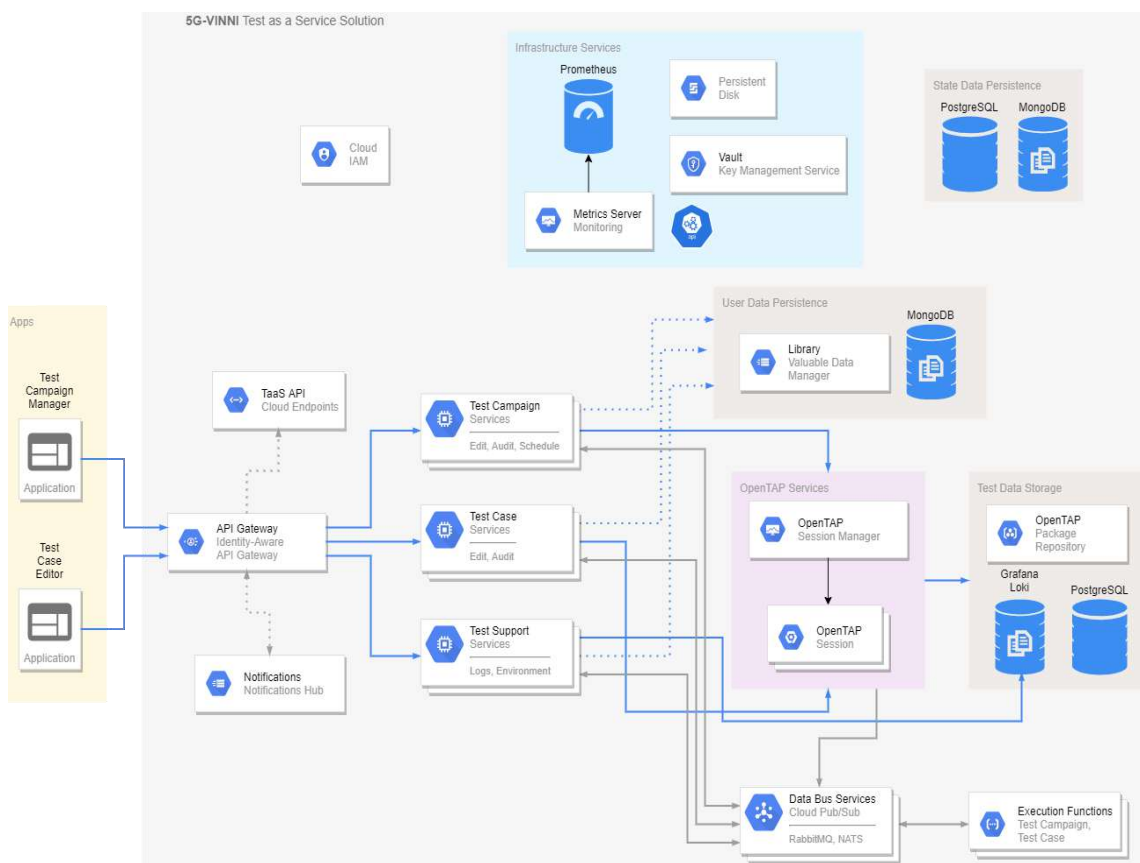 5G-VINNI Test as a Service Solution
Infrastructure Services
Prometheus
Persistent
Disk
Vault
Key Management Service
Metrics Server
Monitoring
api
Cloud
IAM
State Data Persistence
PostgreSQL
MongoDB
Apps
Test
Campaign
Manager
Application
Test
Case
Editor
Application
TaaS API
Cloud Endpoints
API Gateway
Identity-Aware
API Gateway
Notifications
Notifications Hub
Test Campaign
Services
Edit, Audit, Schedule
Test Case
Services
Edit, Audit
Test Support
Services
Logs, Environment
User Data Persistence
Library
Valuable Data
Manager
MongoDB
OpenTAP Services
OpenTAP
Session Manager
OpenTAP
Session
Test Data Storage
OpenTAP
Package
Repository
Grafana
Loki
PostgreSQL
Data Bus Services
Cloud Pub/Sub
RabbitMQ, NATS
Execution Functions
Test Campaign,
Test Case